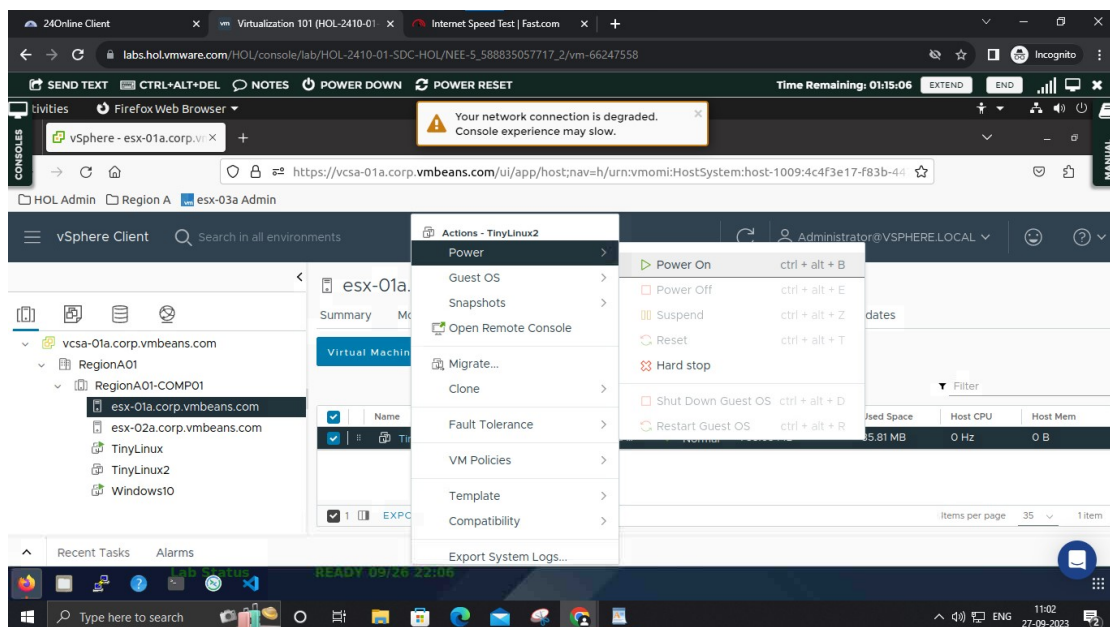 24Online Client
Virtualization 101 (HOL-2410-01-
Internet Speed Test | Fast.com
labs.hol.vmware.com/HOL/console/lab/HOL-2410-01-SDC-HOL/NEE-5_588835057717_2/vm-66247558
Incognito
SEND TEXT CTRL+ALT+DEL NOTES POWER DOWN POWER RESET
Time Remaining: 01:15:06 EXTEND END
tivities Firefox Web Browser
Your network connection is degraded.
Console experience may slow.
CONSOLES
MANUAL
vSphere - esx-01a.corp.v
https://vcsa-01a.corp.vmbeans.com/ui/app/host;nav=h/urn:vmomi:HostSystem:host-1009:4c4f3e17-f83b-44
HOL Admin Region A esx-03a Admin
vSphere Client Search in all environments
Administrator@VSPHERE.LOCAL
Actions - TinyLinux2
Power
Guest OS
Snapshots
Open Remote Console
Migrate...
Clone
Fault Tolerance
VM Policies
Template
Compatibility
Export System Logs...
Power On ctrl + alt + B
Power Off ctrl + alt + E
Suspend ctrl + alt + Z
Reset ctrl + alt + T
Hard stop
Shut Down Guest OS ctrl + alt + D
Restart Guest OS ctrl + alt + R
esx-01a.
Summary Mo
dates
Virtual Machin
vcsa-01a.corp.vmbeans.com
RegionA01
RegionA01-COMP01
esx-01a.corp.vmbeans.com
esx-02a.corp.vmbeans.com
TinyLinux
TinyLinux2
Windows10
Filter
Name
Used Space Host CPU Host Mem
Tin
Normal
85.81 MB 0 Hz 0 B
1 EXPO
Items per page 35 1 item
Recent Tasks Alarms
Lab Status READY 09/26 22:06
Type here to search
ENG
11:02
27-09-2023
2